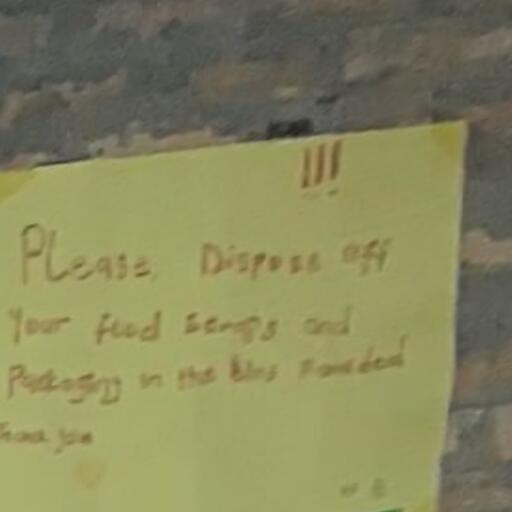 !!!
Please Dispose off
Your food scraps and
Packaging in the bins Provided
Thank you